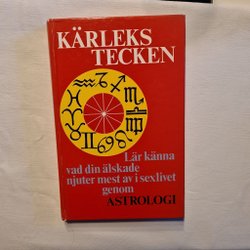 KÄRLEKS
TECKEN
Lär känna
vad din älskade
njuter mest av i sexlivet
genom
ASTROLOGI